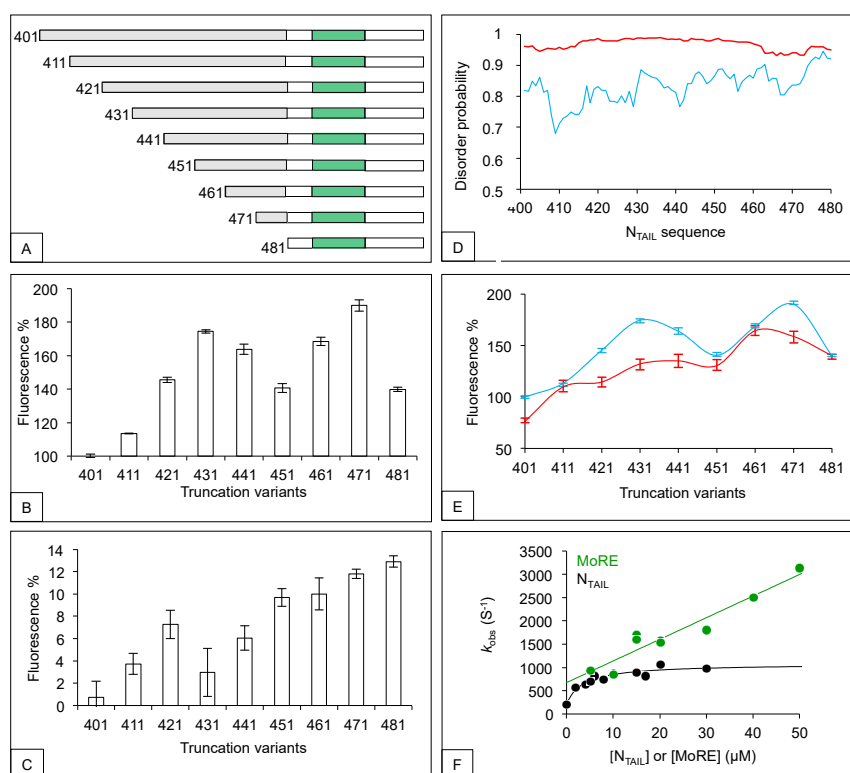 401
411
421
431
441
451
461
471
481
A
200
180
160
140
120
100
Fluorescence %
401 411 421 431 441 451 461 471 481
Truncation variants
B
14
12
10
8
6
4
2
0
Fluorescence %
401 411 421 431 441 451 461 471 481
Truncation variants
C
1
0.9
0.8
0.7
0.6
0.5
Disorder probability
400 410 420 430 440 450 460 470 480
NTAIL sequence
D
200
150
100
50
Fluorescence %
401 411 421 431 441 451 461 471 481
Truncation variants
E
MoRE
NTAIL
3500
3000
2500
2000
1500
1000
500
0
kobs (S-1)
0 10 20 30 40 50
[NTAIL] or [MoRE] (µM)
F